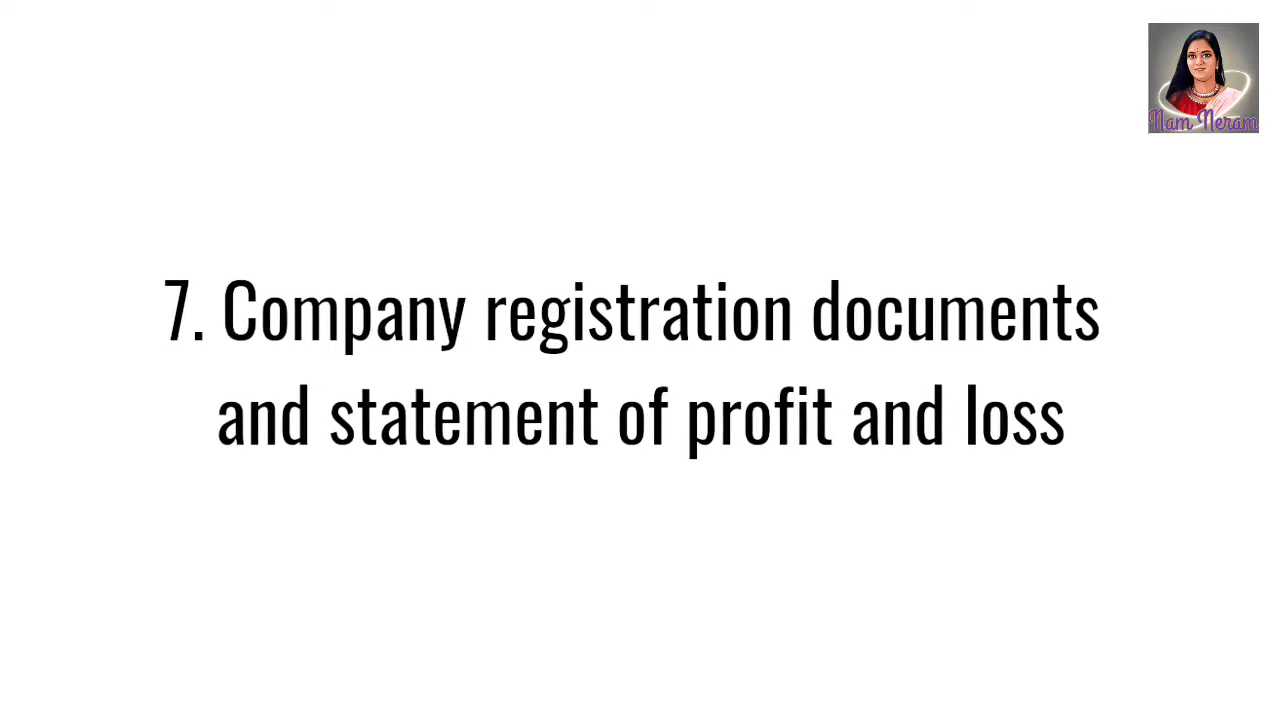 Nam Neram
7. Company registration documents
and statement of profit and loss